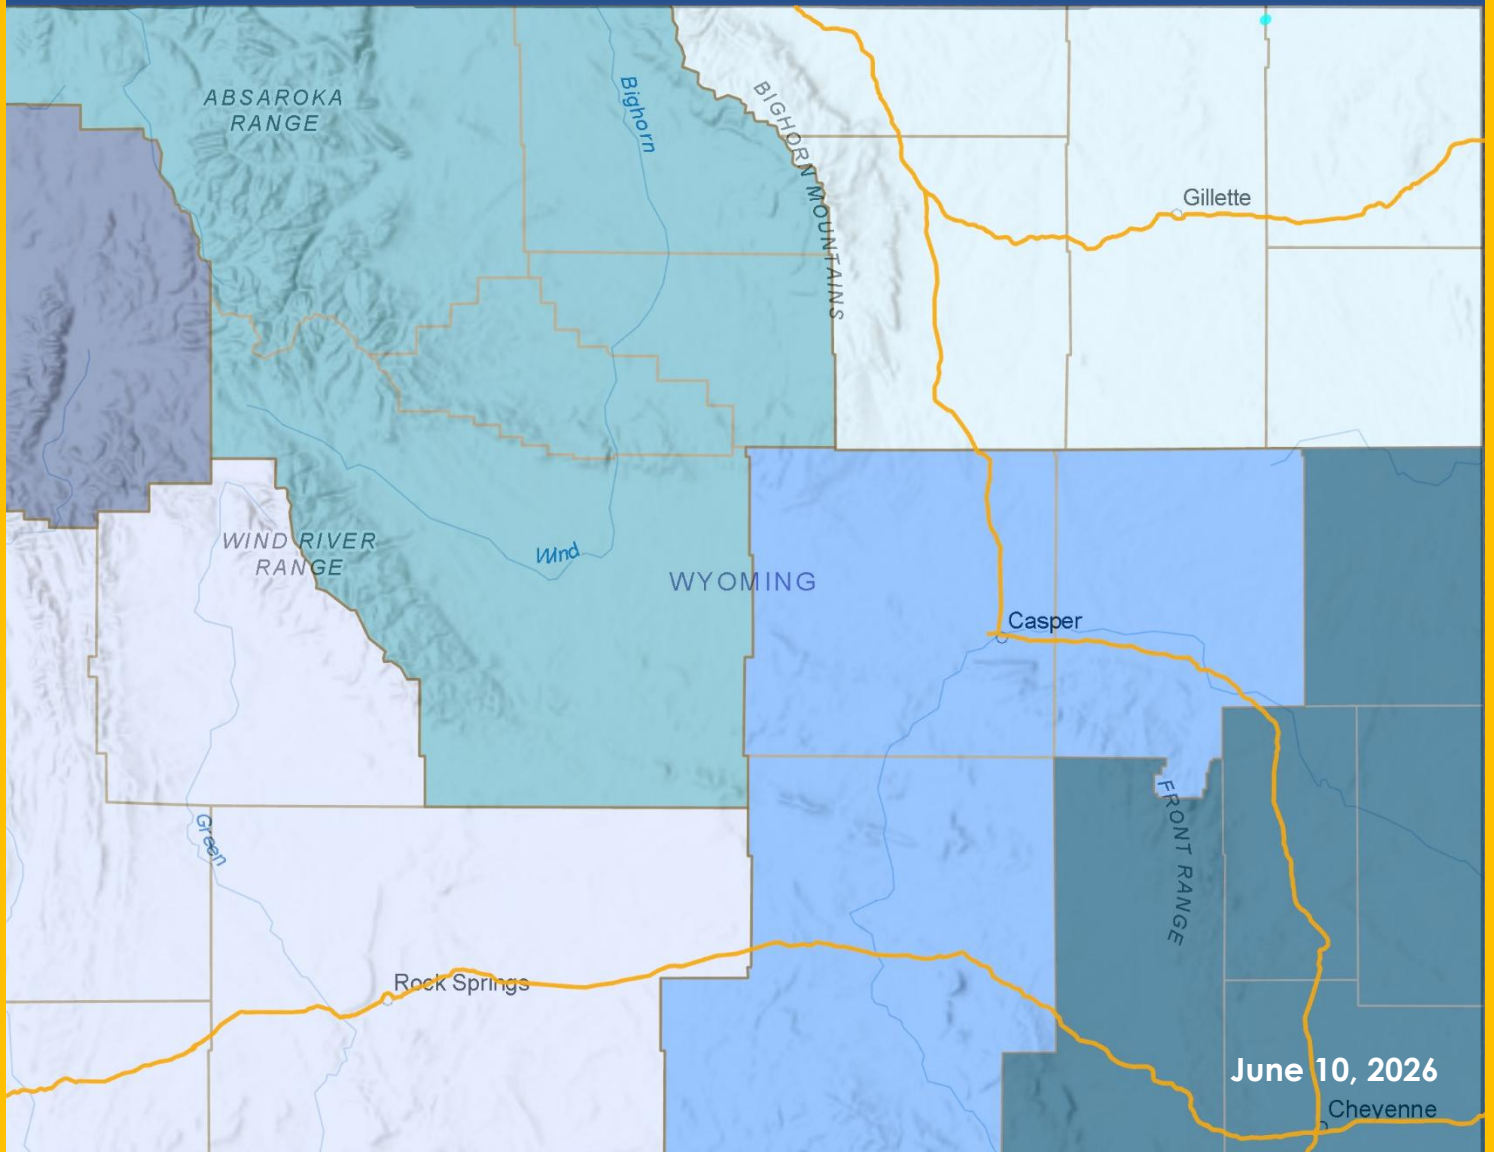 ABSAROKA
RANGE
Bighorn
BIGHORN MOUNTAINS
Gillette
WIND RIVER
RANGE
Wind
WYOMING
Casper
Green
FRONT RANGE
Rock Springs
June 10, 2026
Cheyenne